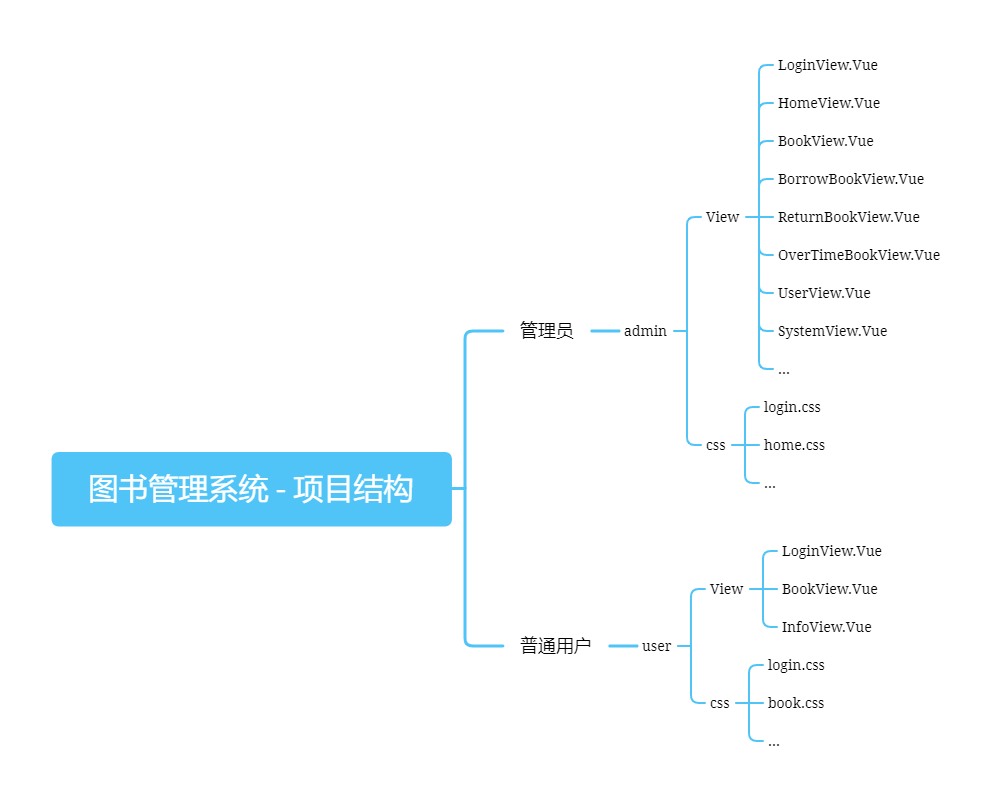 图书管理系统 - 项目结构
管理员
admin
View
LoginView.Vue
HomeView.Vue
BookView.Vue
BorrowBookView.Vue
ReturnBookView.Vue
OverTimeBookView.Vue
UserView.Vue
SystemView.Vue
...
css
login.css
home.css
...
普通用户
user
View
LoginView.Vue
BookView.Vue
InfoView.Vue
css
login.css
book.css
...